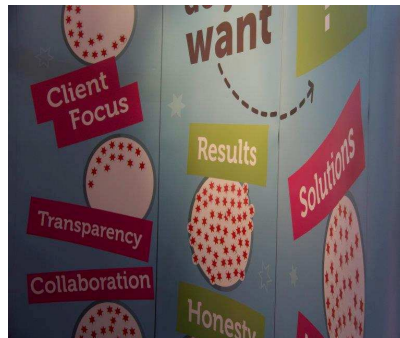 want
Client
Focus
Results
Solutions
Transparency
Collaboration
Honesty